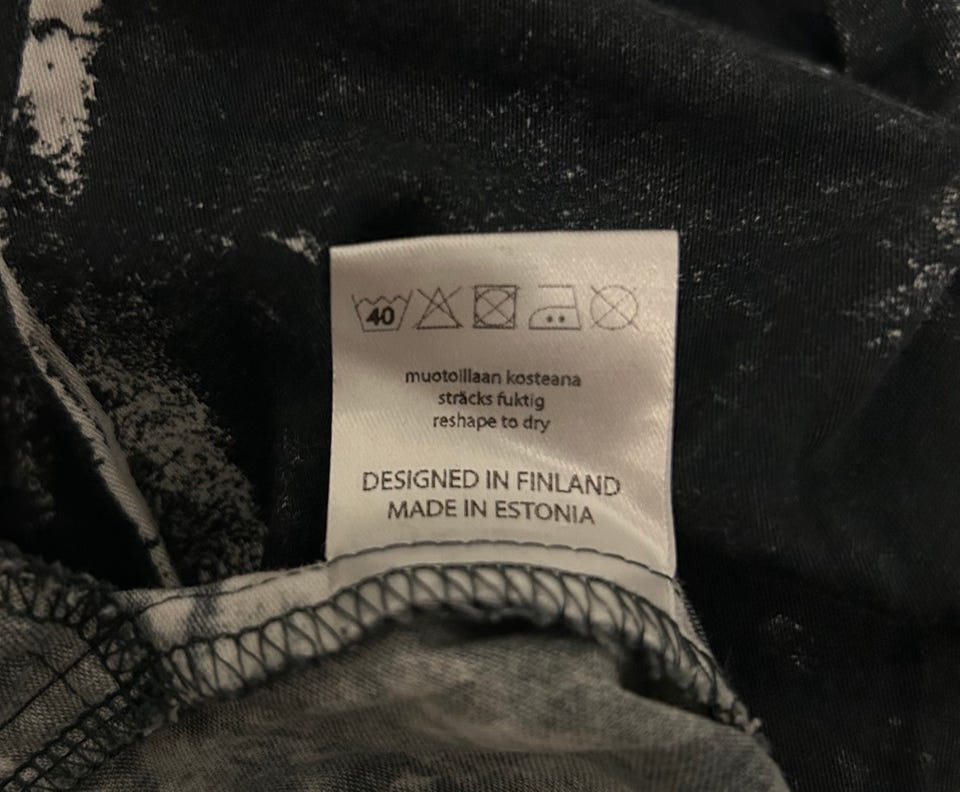 40
muotoillaan kosteana
sträcks fuktig
reshape to dry
DESIGNED IN FINLAND
MADE IN ESTONIA